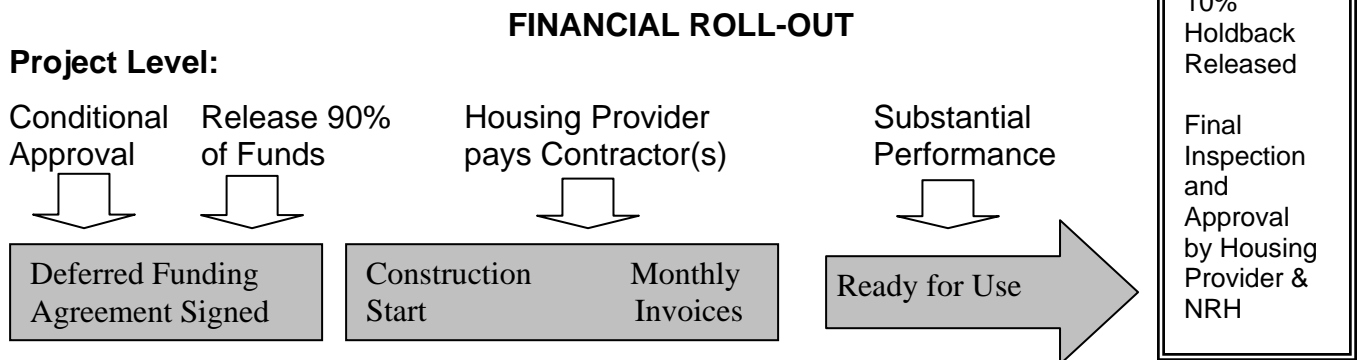 FINANCIAL ROLL-OUT
Project Level:
Conditional
Approval
Release 90%
of Funds
Housing Provider
pays Contractor(s)
Substantial
Performance
Deferred Funding
Agreement Signed
Construction
Start
Monthly
Invoices
Ready for Use
10%
Holdback
Released
Final
Inspection
and
Approval
by Housing
Provider &
NRH